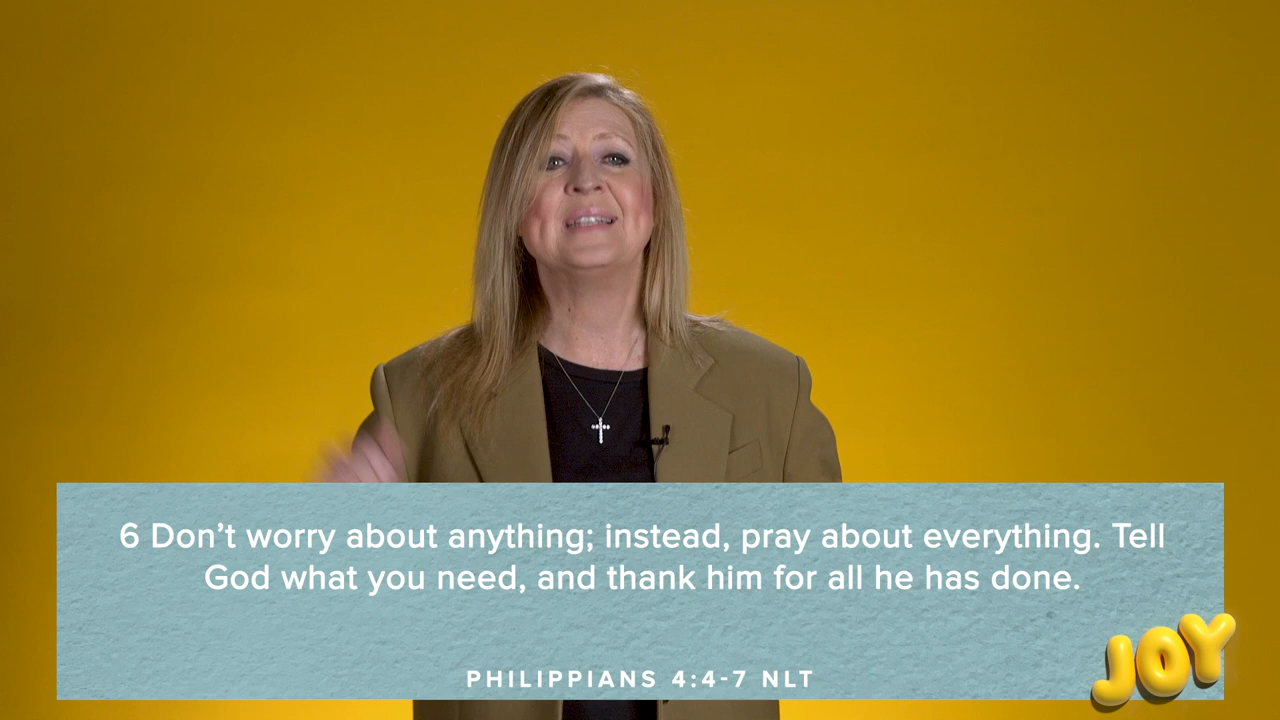 6 Don’t worry about anything; instead, pray about everything. Tell
God what you need, and thank him for all he has done.
PHILIPPIANS 4:4-7 NLT
JOY